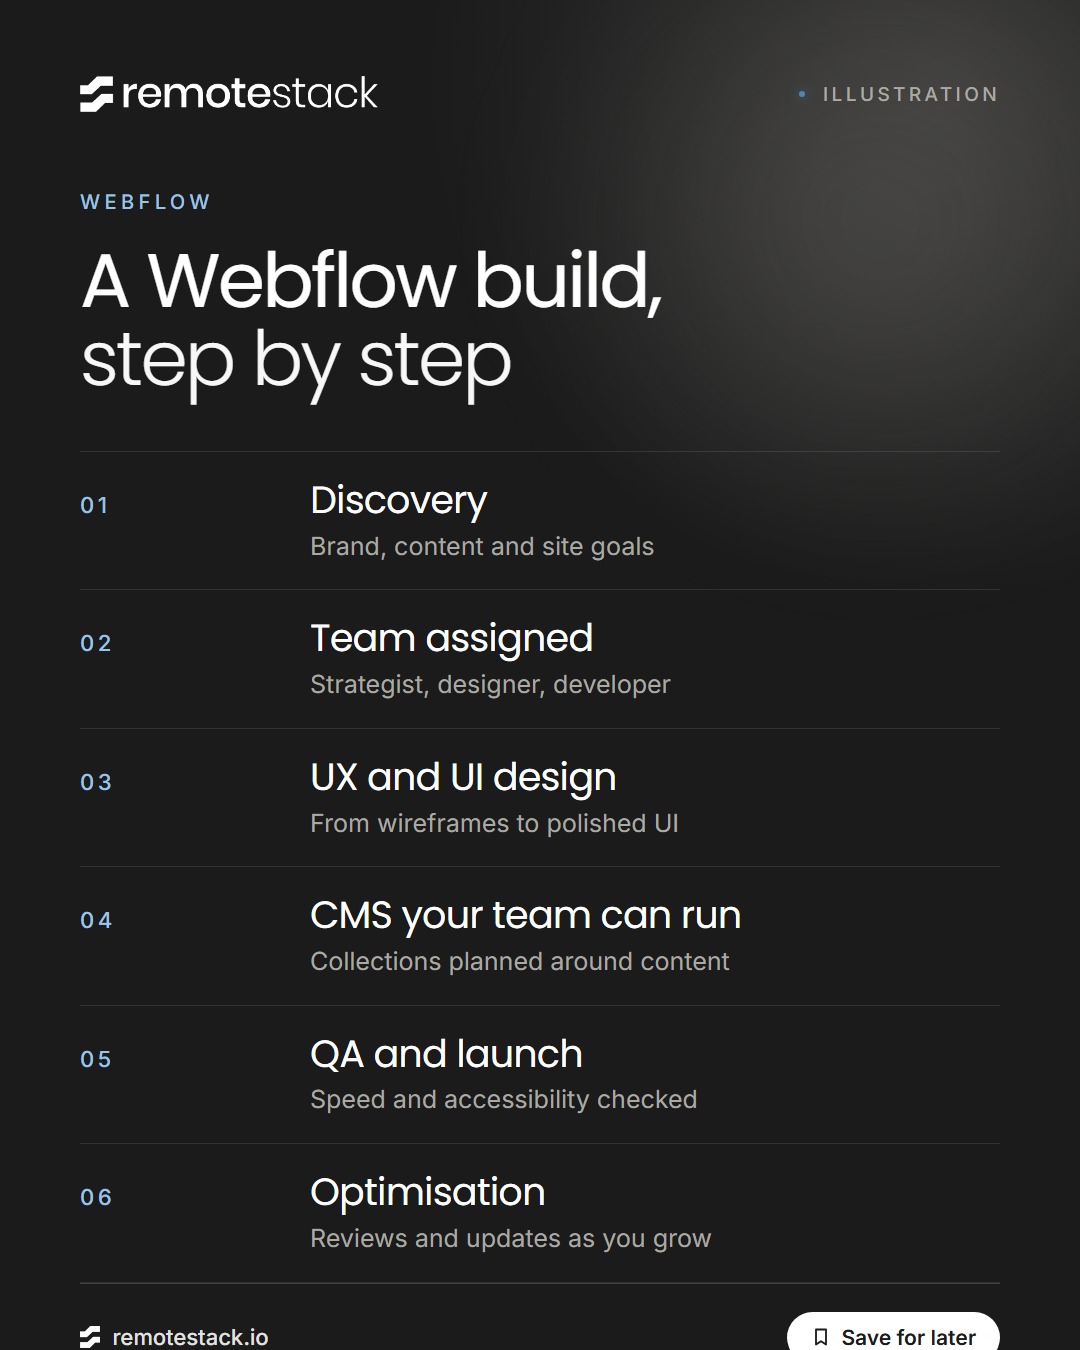 remotestack
ILLUSTRATION
WEBFLOW
A Webflow build,
step by step
01
Discovery
Brand, content and site goals
02
Team assigned
Strategist, designer, developer
03
UX and UI design
From wireframes to polished UI
04
CMS your team can run
Collections planned around content
05
QA and launch
Speed and accessibility checked
06
Optimisation
Reviews and updates as you grow
remotestack.io
Save for later